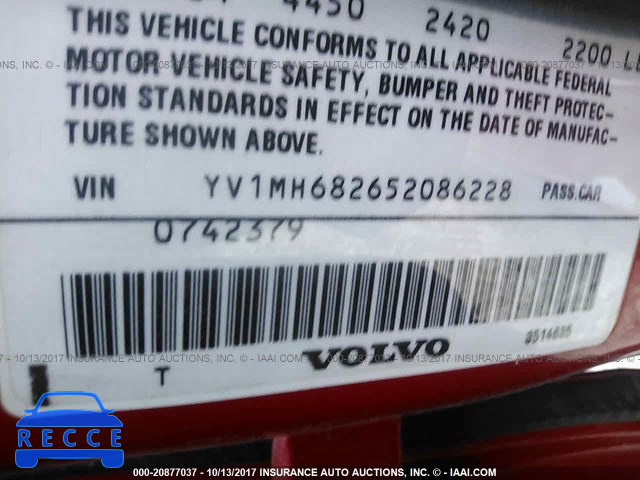 4450 2420 2200
THIS VEHICLE CONFORMS TO ALL APPLICABLE FEDERAL
MOTOR VEHICLE SAFETY, BUMPER AND THEFT PROTEC-
TION STANDARDS IN EFFECT ON THE DATE OF MANUFAC-
TURE SHOWN ABOVE.
VIN YV1MH682652086228 PASS.CAR
0742379
3514635
VOLVO
T
RECCE
000-20877037 - 10/13/2017 INSURANCE AUTO AUCTIONS, INC. - © - IAAI.COM